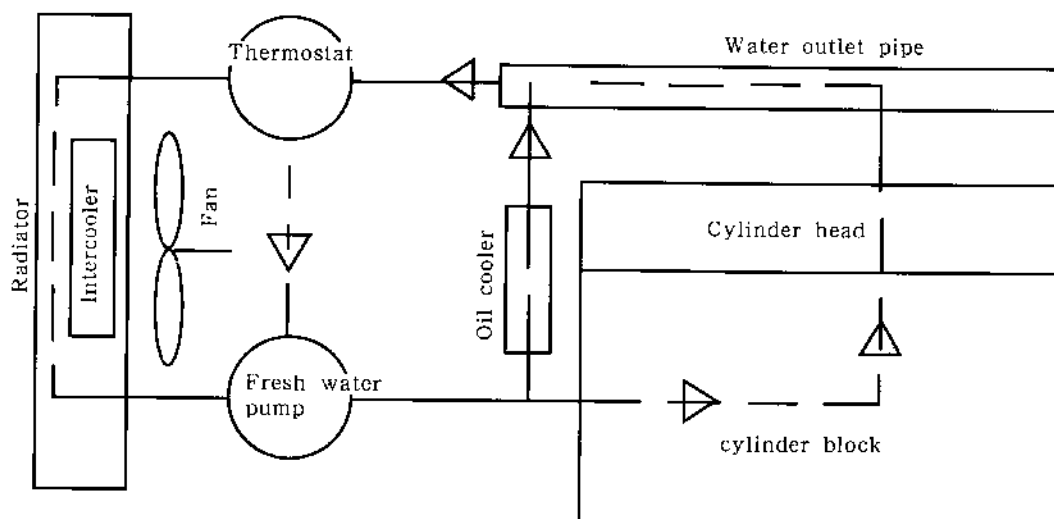 Water outlet pipe
Thermostat
Radiator
Intercooler
Fan
Oil cooler
Cylinder head
Fresh water
pump
cylinder block